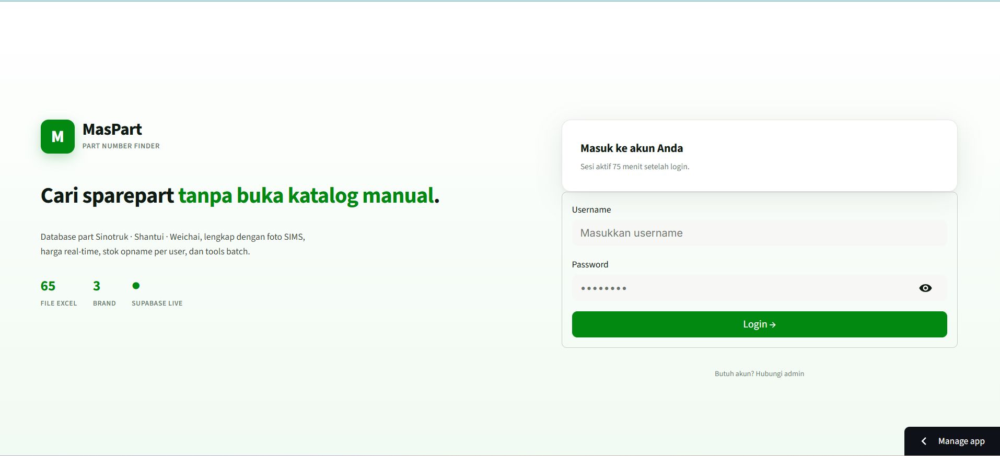 M
MasPart
PART NUMBER FINDER
Cari sparepart tanpa buka katalog manual.
Database part Sinotruk · Shantui · Weichai, lengkap dengan foto SIMS,
harga real-time, stok opname per user, dan tools batch.
65
FILE EXCEL
3
BRAND
●
SUPABASE LIVE
Masuk ke akun Anda
Sesi aktif 75 menit setelah login.
Username
Masukkan username
Password
••••••••
Login →
Butuh akun? Hubungi admin
Manage app